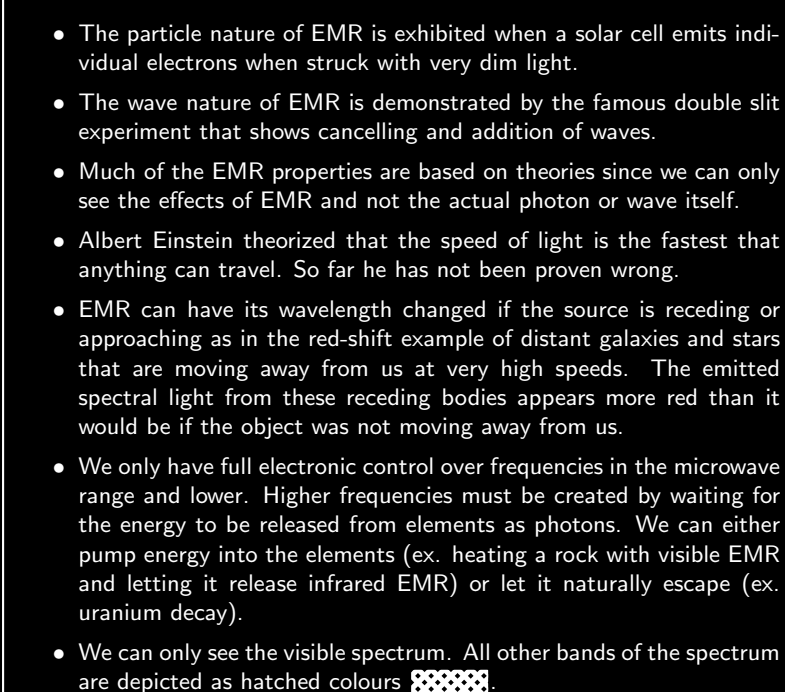 • The particle nature of EMR is exhibited when a solar cell emits indi-
vidual electrons when struck with very dim light.
• The wave nature of EMR is demonstrated by the famous double slit
experiment that shows cancelling and addition of waves.
• Much of the EMR properties are based on theories since we can only
see the effects of EMR and not the actual photon or wave itself.
• Albert Einstein theorized that the speed of light is the fastest that
anything can travel. So far he has not been proven wrong.
• EMR can have its wavelength changed if the source is receding or
approaching as in the red-shift example of distant galaxies and stars
that are moving away from us at very high speeds. The emitted
spectral light from these receding bodies appears more red than it
would be if the object was not moving away from us.
• We only have full electronic control over frequencies in the microwave
range and lower. Higher frequencies must be created by waiting for
the energy to be released from elements as photons. We can either
pump energy into the elements (ex. heating a rock with visible EMR
and letting it release infrared EMR) or let it naturally escape (ex.
uranium decay).
• We can only see the visible spectrum. All other bands of the spectrum
are depicted as hatched colours .